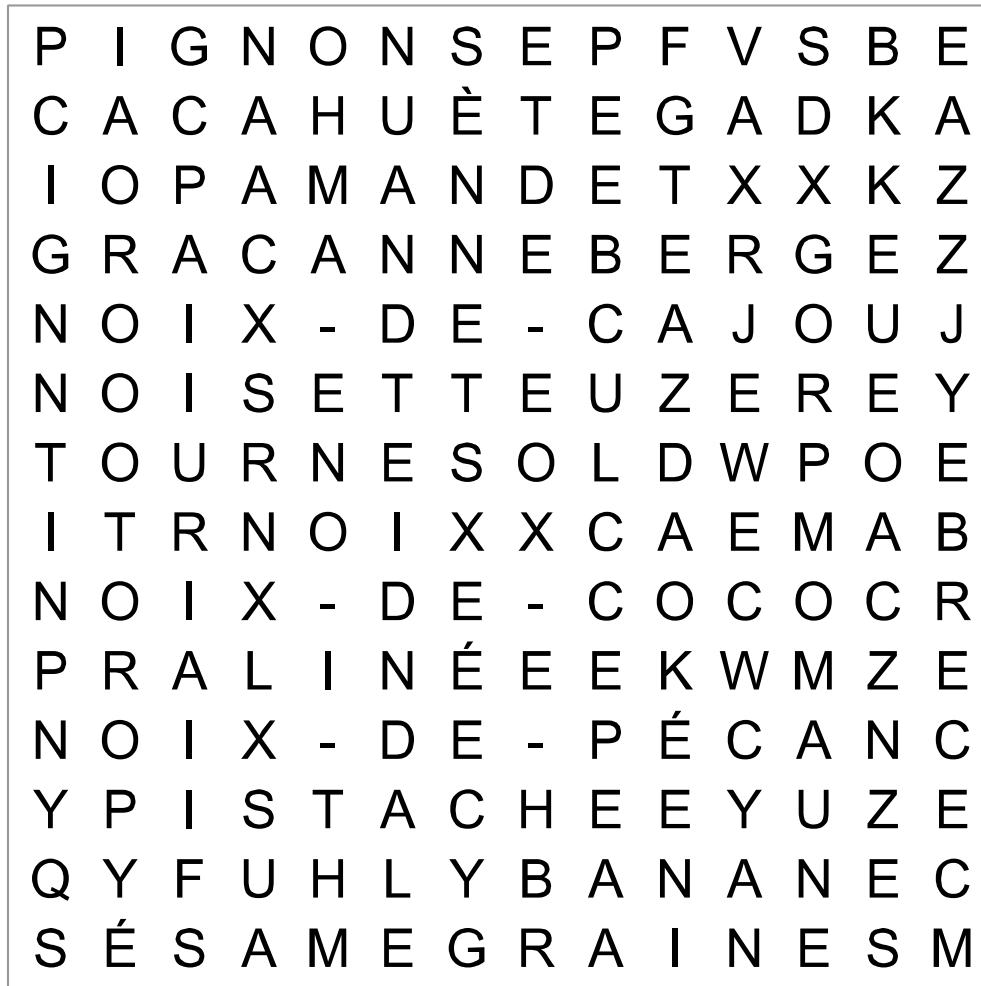 P I G N O N S E P F V S B E
C A C A H U È T E G A D K A
I O P A M A N D E T X X K Z
G R A C A N N E B E R G E Z
N O I X - D E - C A J O U J
N O I S E T T E U Z E R E Y
T O U R N E S O L D W P O E
I T R N O I X X C A E M A B
N O I X - D E - C O C O C R
P R A L I N É E E K W M Z E
N O I X - D E - P É C A N C
Y P I S T A C H E E Y U Z E
Q Y F U H L Y B A N A N E C
S É S A M E G R A I N E S M